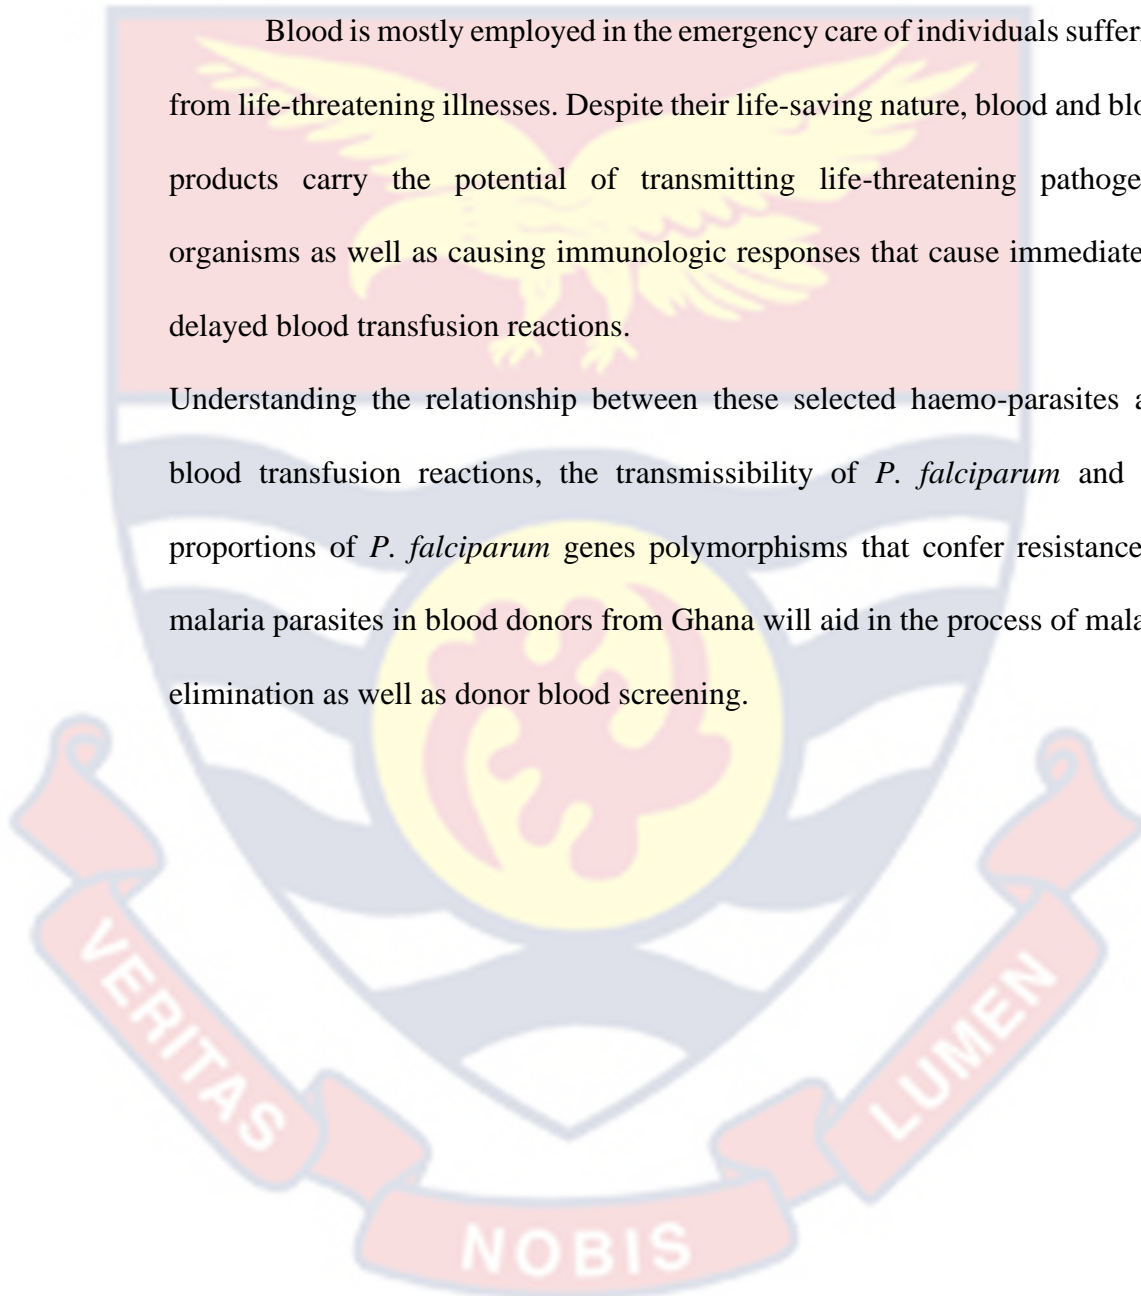 Blood is mostly employed in the emergency care of individuals sufferi
from life-threatening illnesses. Despite their life-saving nature, blood and blo
products carry the potential of transmitting life-threatening pathoge
organisms as well as causing immunologic responses that cause immediate
delayed blood transfusion reactions.
Understanding the relationship between these selected haemo-parasites a
blood transfusion reactions, the transmissibility of P. falciparum and
proportions of P. falciparum genes polymorphisms that confer resistance
malaria parasites in blood donors from Ghana will aid in the process of mala
elimination as well as donor blood screening.
VERITAS
NOBIS
LUMEN